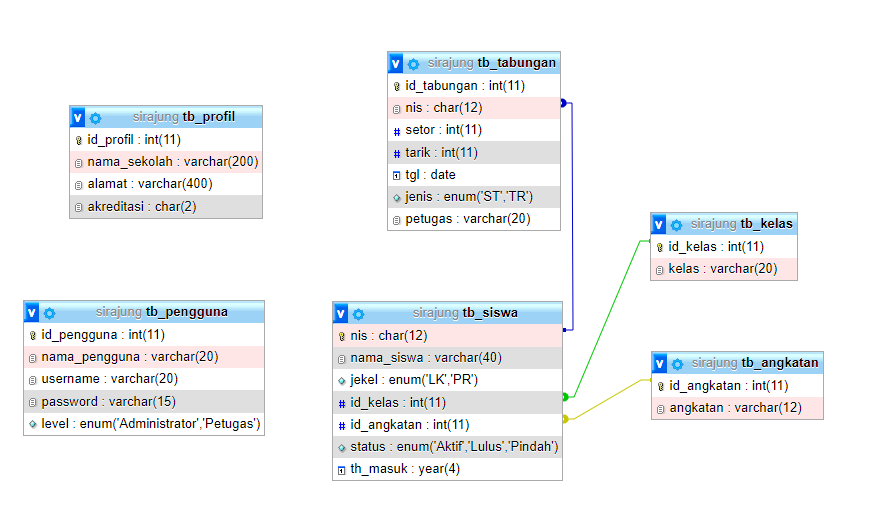 v sirajung tb_tabungan
id_tabungan : int(11)
nis : char(12)
# setor : int(11)
# tarik : int(11)
tgl : date
jenis : enum('ST','TR')
petugas : varchar(20)
v sirajung tb_profil
id_profil : int(11)
nama_sekolah : varchar(200)
alamat : varchar(400)
akreditasi : char(2)
v sirajung tb_kelas
id_kelas : int(11)
kelas : varchar(20)
v sirajung tb_pengguna
id_pengguna : int(11)
nama_pengguna : varchar(20)
username : varchar(20)
password : varchar(15)
level : enum('Administrator','Petugas')
v sirajung tb_siswa
nis : char(12)
nama_siswa : varchar(40)
jekel : enum('LK','PR')
# id_kelas : int(11)
# id_angkatan : int(11)
status : enum('Aktif','Lulus','Pindah')
th_masuk : year(4)
v sirajung tb_angkatan
id_angkatan : int(11)
angkatan : varchar(12)